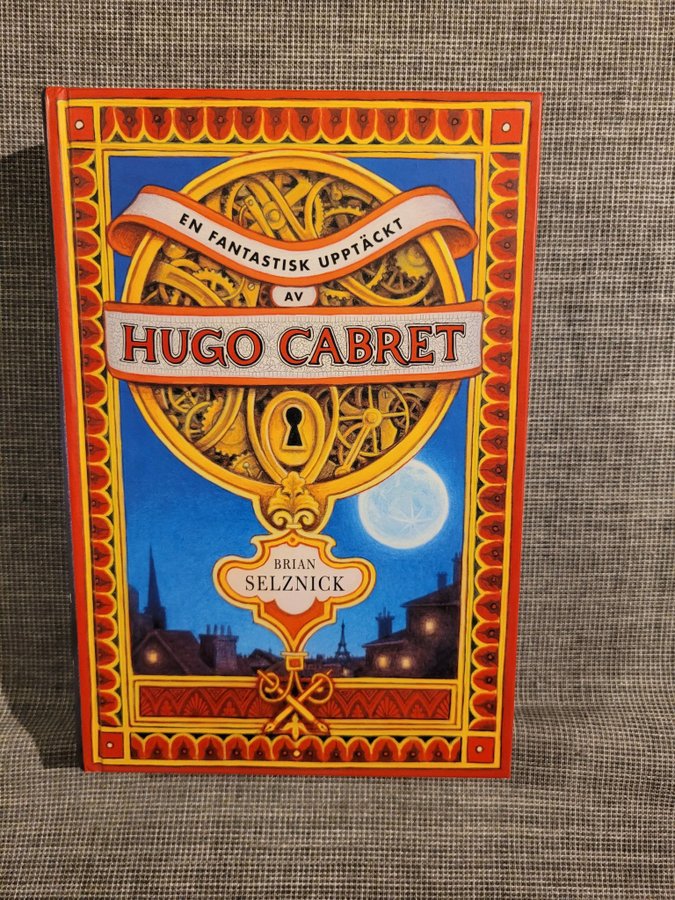 EN FANTASTISK UPPTÄCKT
AV
HUGO CABRET
BRIAN
SELZNICK